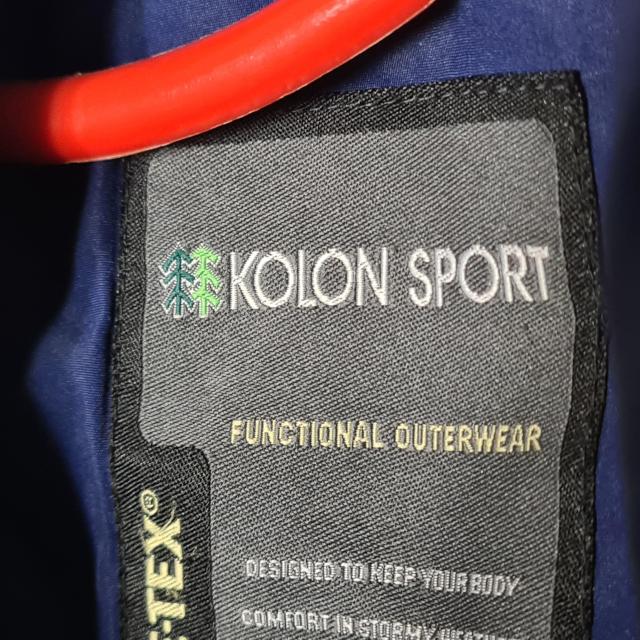 KOLON SPORT
FUNCTIONAL OUTERWEAR
DESIGNED TO KEEP YOUR BODY
COMFORT IN STORMY
-TEX®